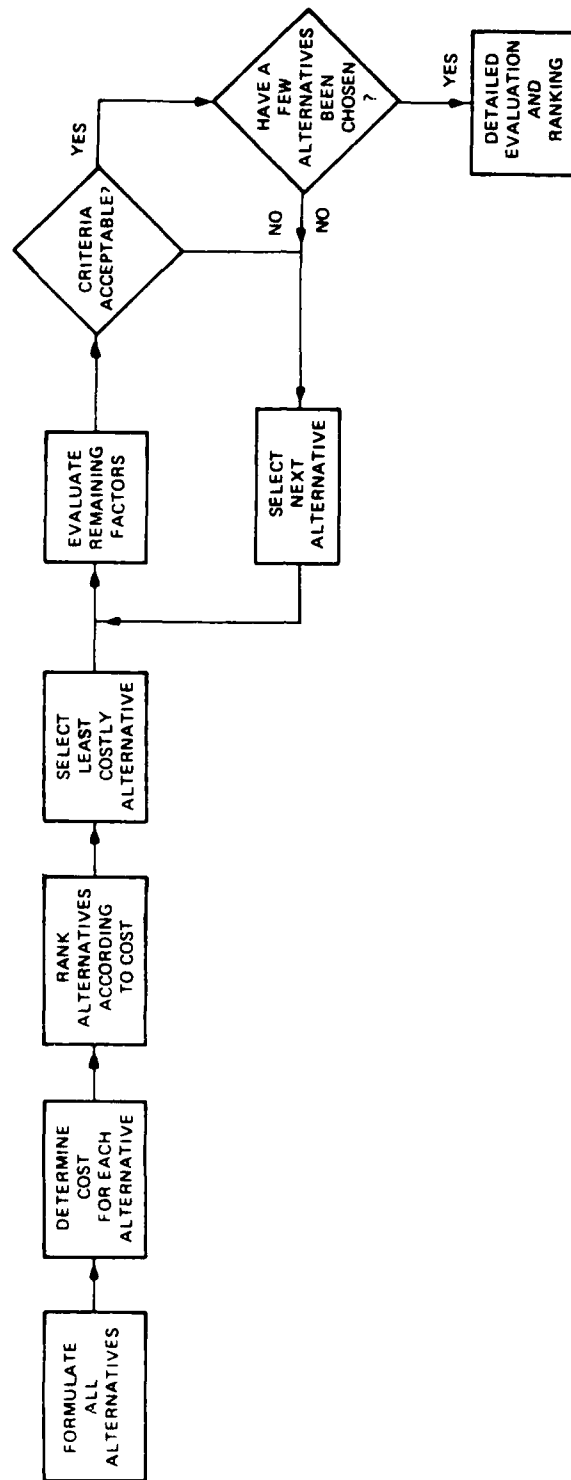 FORMULATE
ALL
ALTERNATIVES
DETERMINE
COST
FOR EACH
ALTERNATIVE
RANK
ALTERNATIVES
ACCORDING
TO COST
SELECT
LEAST
COSTLY
ALTERNATIVE
EVALUATE
REMAINING
FACTORS
CRITERIA
ACCEPTABLE?
YES
NO
HAVE A
FEW
ALTERNATIVES
BEEN
CHOSEN
?
NO
SELECT
NEXT
ALTERNATIVE
YES
DETAILED
EVALUATION
AND
RANKING